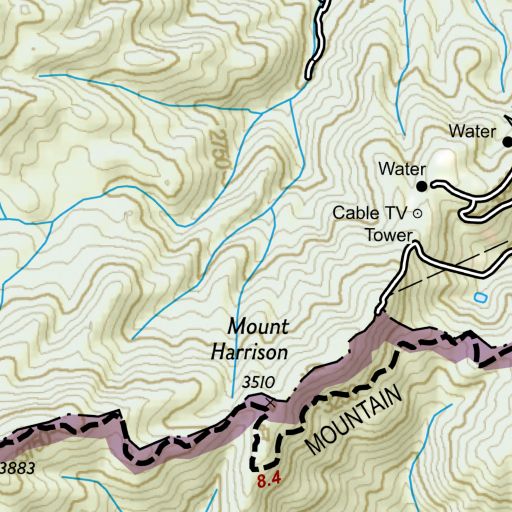 2760
Water
Water
Cable TV
Tower
Mount
Harrison
3510
MOUNTAIN
3883
8.4